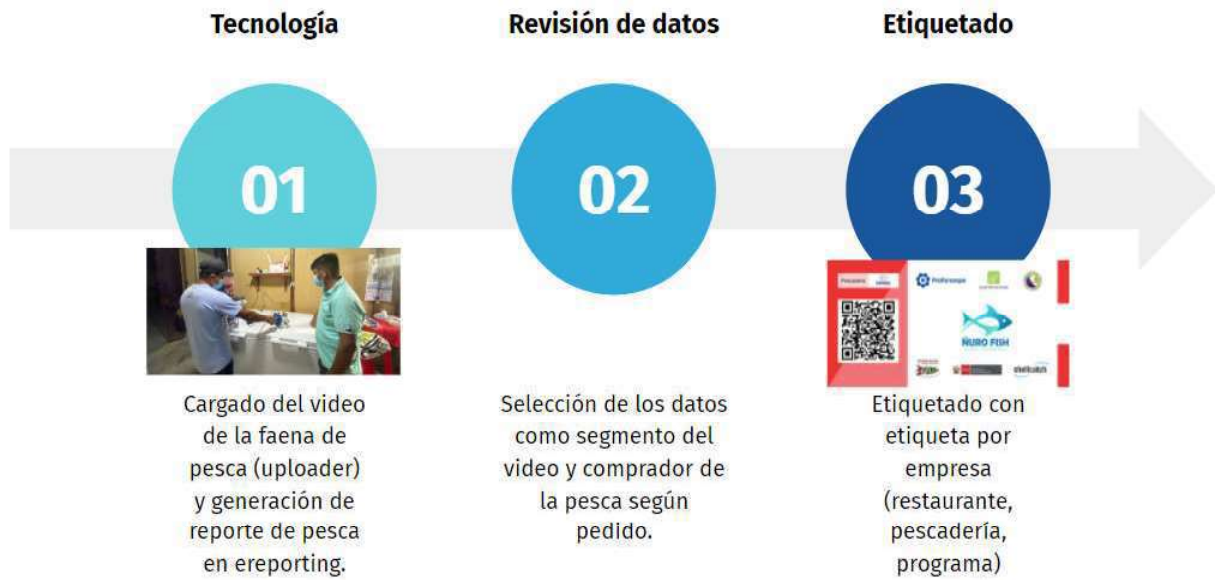 Tecnología
Revisión de datos
Etiquetado
01
02
03
ÑURO FISH
shellcatch
Cargado del video
de la faena de
pesca (uploader)
y generación de
reporte de pesca
en ereporting.
Selección de los datos
como segmento del
video y comprador de
la pesca según
pedido.
Etiquetado con
etiqueta por
empresa
(restaurante,
pescadería,
programa)